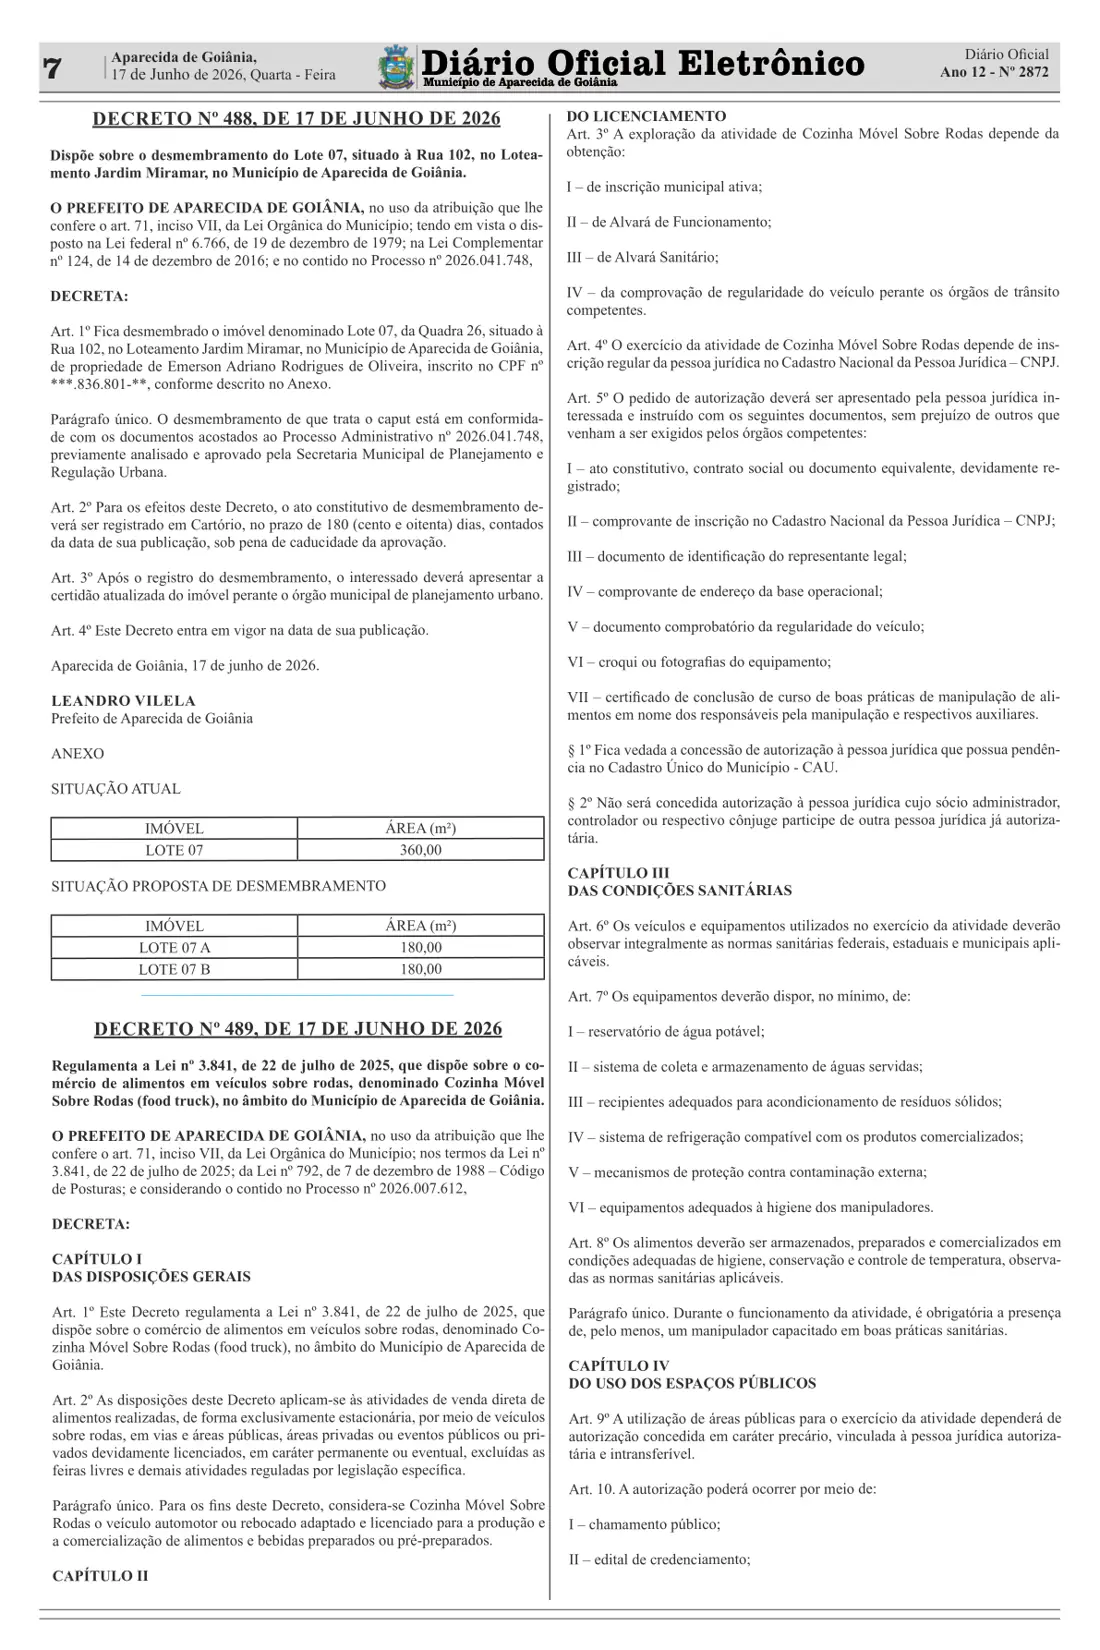 7
Aparecida de Goiânia,
17 de Junho de 2026, Quarta - Feira
Diário Oficial Eletrônico
Município de Aparecida de Goiânia
Diário Oficial
Ano 12 - Nº 2872
DECRETO Nº 488, DE 17 DE JUNHO DE 2026
Dispõe sobre o desmembramento do Lote 07, situado à Rua 102, no Lotea-
mento Jardim Miramar, no Município de Aparecida de Goiânia.
O PREFEITO DE APARECIDA DE GOIÂNIA, no uso da atribuição que lhe
confere o art. 71, inciso VII, da Lei Orgânica do Município; tendo em vista o dis-
posto na Lei federal nº 6.766, de 19 de dezembro de 1979; na Lei Complementar
nº 124, de 14 de dezembro de 2016; e no contido no Processo nº 2026.041.748,
DECRETA:
Art. 1º Fica desmembrado o imóvel denominado Lote 07, da Quadra 26, situado à
Rua 102, no Loteamento Jardim Miramar, no Município de Aparecida de Goiânia,
de propriedade de Emerson Adriano Rodrigues de Oliveira, inscrito no CPF nº
***.836.801-**, conforme descrito no Anexo.
Parágrafo único. O desmembramento de que trata o caput está em conformida-
de com os documentos acostados ao Processo Administrativo nº 2026.041.748,
previamente analisado e aprovado pela Secretaria Municipal de Planejamento e
Regulação Urbana.
Art. 2º Para os efeitos deste Decreto, o ato constitutivo de desmembramento de-
verá ser registrado em Cartório, no prazo de 180 (cento e oitenta) dias, contados
da data de sua publicação, sob pena de caducidade da aprovação.
Art. 3º Após o registro do desmembramento, o interessado deverá apresentar a
certidão atualizada do imóvel perante o órgão municipal de planejamento urbano.
Art. 4º Este Decreto entra em vigor na data de sua publicação.
Aparecida de Goiânia, 17 de junho de 2026.
LEANDRO VILELA
Prefeito de Aparecida de Goiânia
ANEXO
SITUAÇÃO ATUAL
IMÓVEL ÁREA (m²)
LOTE 07 360,00
SITUAÇÃO PROPOSTA DE DESMEMBRAMENTO
IMÓVEL ÁREA (m²)
LOTE 07 A 180,00
LOTE 07 B 180,00
DECRETO Nº 489, DE 17 DE JUNHO DE 2026
Regulamenta a Lei nº 3.841, de 22 de julho de 2025, que dispõe sobre o co-
mércio de alimentos em veículos sobre rodas, denominado Cozinha Móvel
Sobre Rodas (food truck), no âmbito do Município de Aparecida de Goiânia.
O PREFEITO DE APARECIDA DE GOIÂNIA, no uso da atribuição que lhe
confere o art. 71, inciso VII, da Lei Orgânica do Município; nos termos da Lei nº
3.841, de 22 de julho de 2025; da Lei nº 792, de 7 de dezembro de 1988 – Código
de Posturas; e considerando o contido no Processo nº 2026.007.612,
DECRETA:
CAPÍTULO I
DAS DISPOSIÇÕES GERAIS
Art. 1º Este Decreto regulamenta a Lei nº 3.841, de 22 de julho de 2025, que
dispõe sobre o comércio de alimentos em veículos sobre rodas, denominado Co-
zinha Móvel Sobre Rodas (food truck), no âmbito do Município de Aparecida de
Goiânia.
Art. 2º As disposições deste Decreto aplicam-se às atividades de venda direta de
alimentos realizadas, de forma exclusivamente estacionária, por meio de veículos
sobre rodas, em vias e áreas públicas, áreas privadas ou eventos públicos ou pri-
vados devidamente licenciados, em caráter permanente ou eventual, excluídas as
feiras livres e demais atividades reguladas por legislação específica.
Parágrafo único. Para os fins deste Decreto, considera-se Cozinha Móvel Sobre
Rodas o veículo automotor ou rebocado adaptado e licenciado para a produção e
a comercialização de alimentos e bebidas preparados ou pré-preparados.
CAPÍTULO II
DO LICENCIAMENTO
Art. 3º A exploração da atividade de Cozinha Móvel Sobre Rodas depende da
obtenção:
I – de inscrição municipal ativa;
II – de Alvará de Funcionamento;
III – de Alvará Sanitário;
IV – da comprovação de regularidade do veículo perante os órgãos de trânsito
competentes.
Art. 4º O exercício da atividade de Cozinha Móvel Sobre Rodas depende de ins-
crição regular da pessoa jurídica no Cadastro Nacional da Pessoa Jurídica – CNPJ.
Art. 5º O pedido de autorização deverá ser apresentado pela pessoa jurídica in-
teressada e instruído com os seguintes documentos, sem prejuízo de outros que
venham a ser exigidos pelos órgãos competentes:
I – ato constitutivo, contrato social ou documento equivalente, devidamente re-
gistrado;
II – comprovante de inscrição no Cadastro Nacional da Pessoa Jurídica – CNPJ;
III – documento de identificação do representante legal;
IV – comprovante de endereço da base operacional;
V – documento comprobatório da regularidade do veículo;
VI – croqui ou fotografias do equipamento;
VII – certificado de conclusão de curso de boas práticas de manipulação de ali-
mentos em nome dos responsáveis pela manipulação e respectivos auxiliares.
§ 1º Fica vedada a concessão de autorização à pessoa jurídica que possua pendên-
cia no Cadastro Único do Município - CAU.
§ 2º Não será concedida autorização à pessoa jurídica cujo sócio administrador,
controlador ou respectivo cônjuge participe de outra pessoa jurídica já autoriza-
tária.
CAPÍTULO III
DAS CONDIÇÕES SANITÁRIAS
Art. 6º Os veículos e equipamentos utilizados no exercício da atividade deverão
observar integralmente as normas sanitárias federais, estaduais e municipais apli-
cáveis.
Art. 7º Os equipamentos deverão dispor, no mínimo, de:
I – reservatório de água potável;
II – sistema de coleta e armazenamento de águas servidas;
III – recipientes adequados para acondicionamento de resíduos sólidos;
IV – sistema de refrigeração compatível com os produtos comercializados;
V – mecanismos de proteção contra contaminação externa;
VI – equipamentos adequados à higiene dos manipuladores.
Art. 8º Os alimentos deverão ser armazenados, preparados e comercializados em
condições adequadas de higiene, conservação e controle de temperatura, observa-
das as normas sanitárias aplicáveis.
Parágrafo único. Durante o funcionamento da atividade, é obrigatória a presença
de, pelo menos, um manipulador capacitado em boas práticas sanitárias.
CAPÍTULO IV
DO USO DOS ESPAÇOS PÚBLICOS
Art. 9º A utilização de áreas públicas para o exercício da atividade dependerá de
autorização concedida em caráter precário, vinculada à pessoa jurídica autoriza-
tária e intransferível.
Art. 10. A autorização poderá ocorrer por meio de:
I – chamamento público;
II – edital de credenciamento;